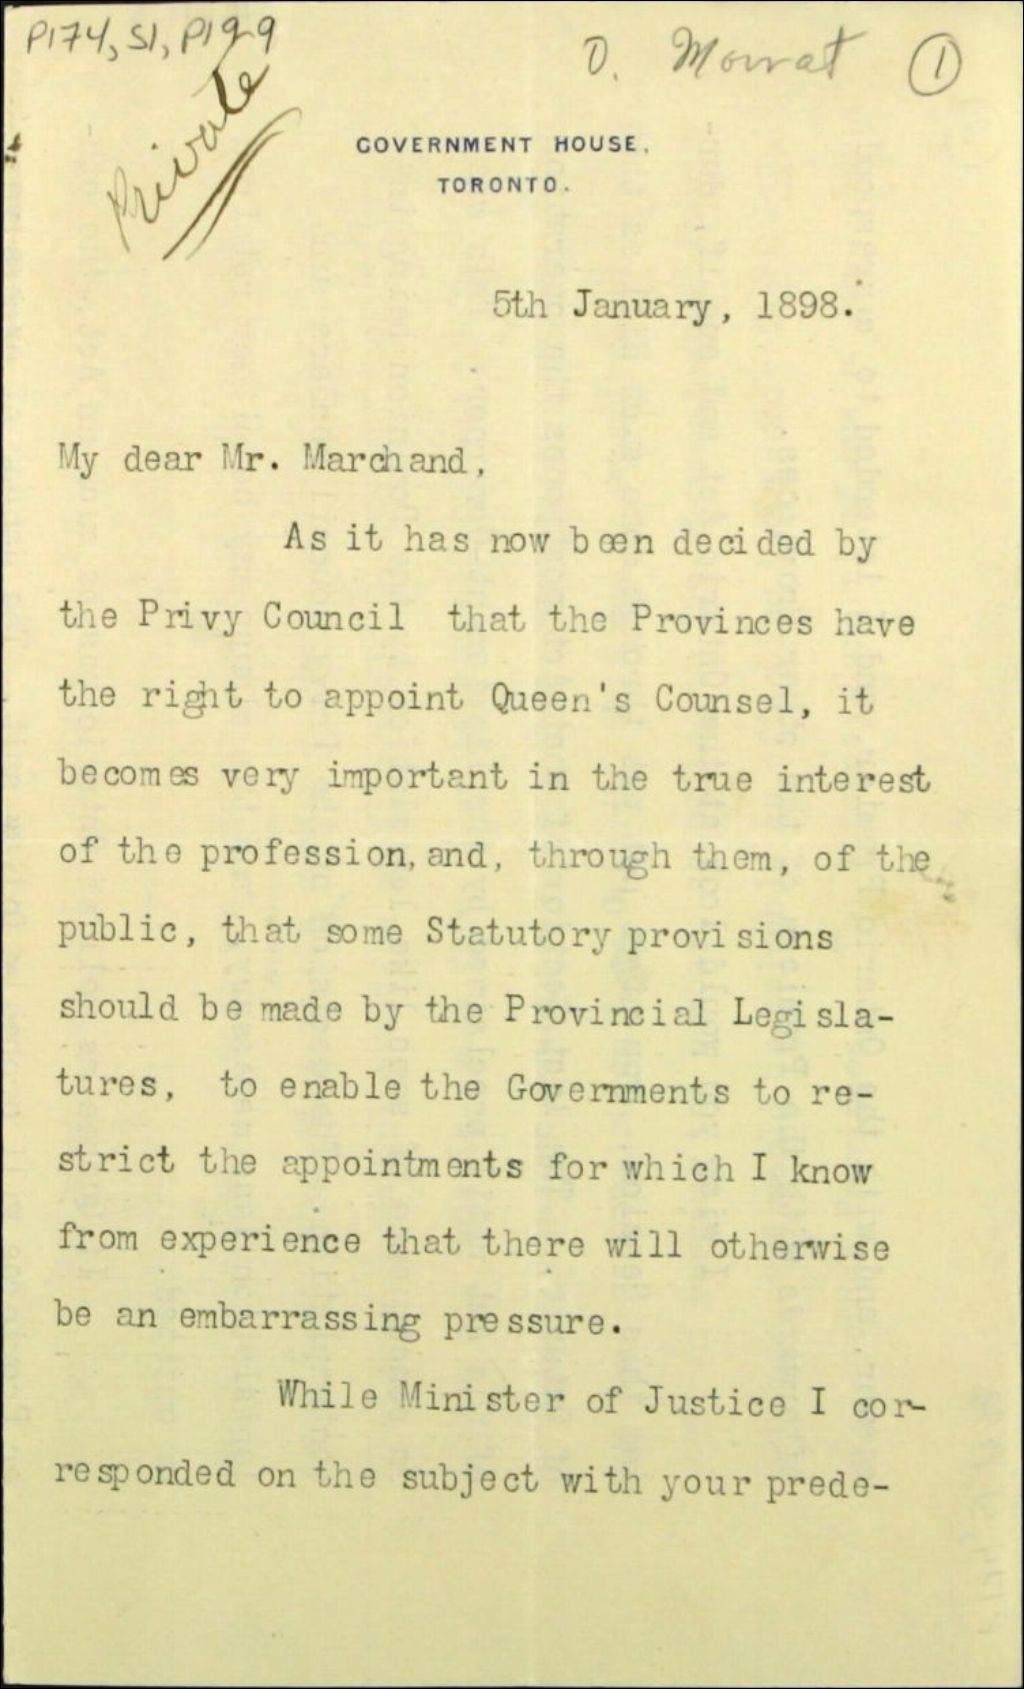 P174, S1, P199
O. Mowat 1
Private
GOVERNMENT HOUSE,
TORONTO.
5th January, 1898.
My dear Mr. Marchand,
As it has now been decided by
the Privy Council that the Provinces have
the right to appoint Queen's Counsel, it
becomes very important in the true interest
of the profession, and, through them, of the
public, that some Statutory provisions
should be made by the Provincial Legisla-
tures, to enable the Governments to re-
strict the appointments for which I know
from experience that there will otherwise
be an embarrassing pressure.
While Minister of Justice I cor-
responded on the subject with your prede-